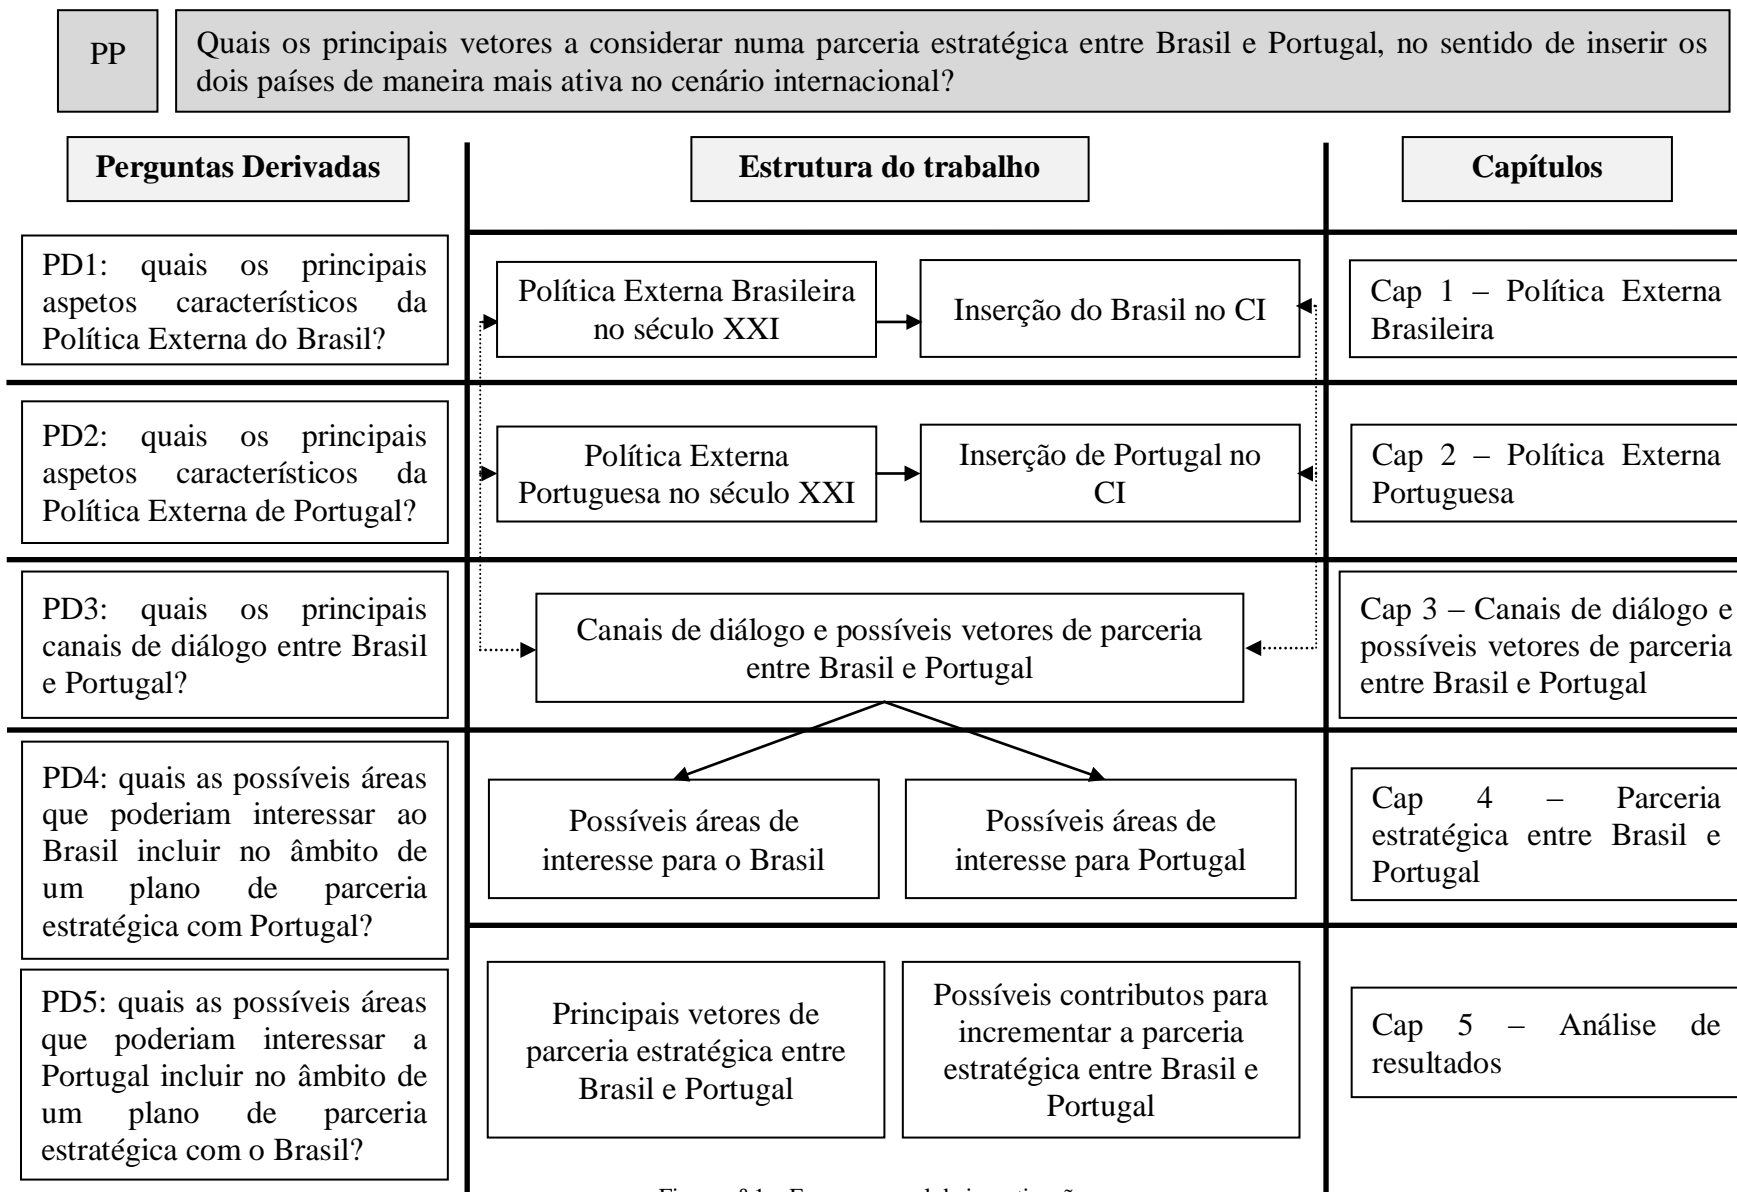 PP
Quais os principais vetores a considerar numa parceria estratégica entre Brasil e Portugal, no sentido de inserir os
dois países de maneira mais ativa no cenário internacional?
Perguntas Derivadas
Estrutura do trabalho
Capítulos
PD1: quais os principais
aspetos característicos da
Política Externa do Brasil?
Política Externa Brasileira
no século XXI
Inserção do Brasil no CI
Cap 1 – Política Externa
Brasileira
PD2: quais os principais
aspetos característicos da
Política Externa de Portugal?
Política Externa
Portuguesa no século XXI
Inserção de Portugal no
CI
Cap 2 – Política Externa
Portuguesa
PD3: quais os principais
canais de diálogo entre Brasil
e Portugal?
Canais de diálogo e possíveis vetores de parceria
entre Brasil e Portugal
Cap 3 – Canais de diálogo e
possíveis vetores de parceria
entre Brasil e Portugal
PD4: quais as possíveis áreas
que poderiam interessar ao
Brasil incluir no âmbito de
um plano de parceria
estratégica com Portugal?
Possíveis áreas de
interesse para o Brasil
Possíveis áreas de
interesse para Portugal
Cap 4 – Parceria
estratégica entre Brasil e
Portugal
PD5: quais as possíveis áreas
que poderiam interessar a
Portugal incluir no âmbito de
um plano de parceria
estratégica com o Brasil?
Principais vetores de
parceria estratégica entre
Brasil e Portugal
Possíveis contributos para
incrementar a parceria
estratégica entre Brasil e
Portugal
Cap 5 – Análise de
resultados